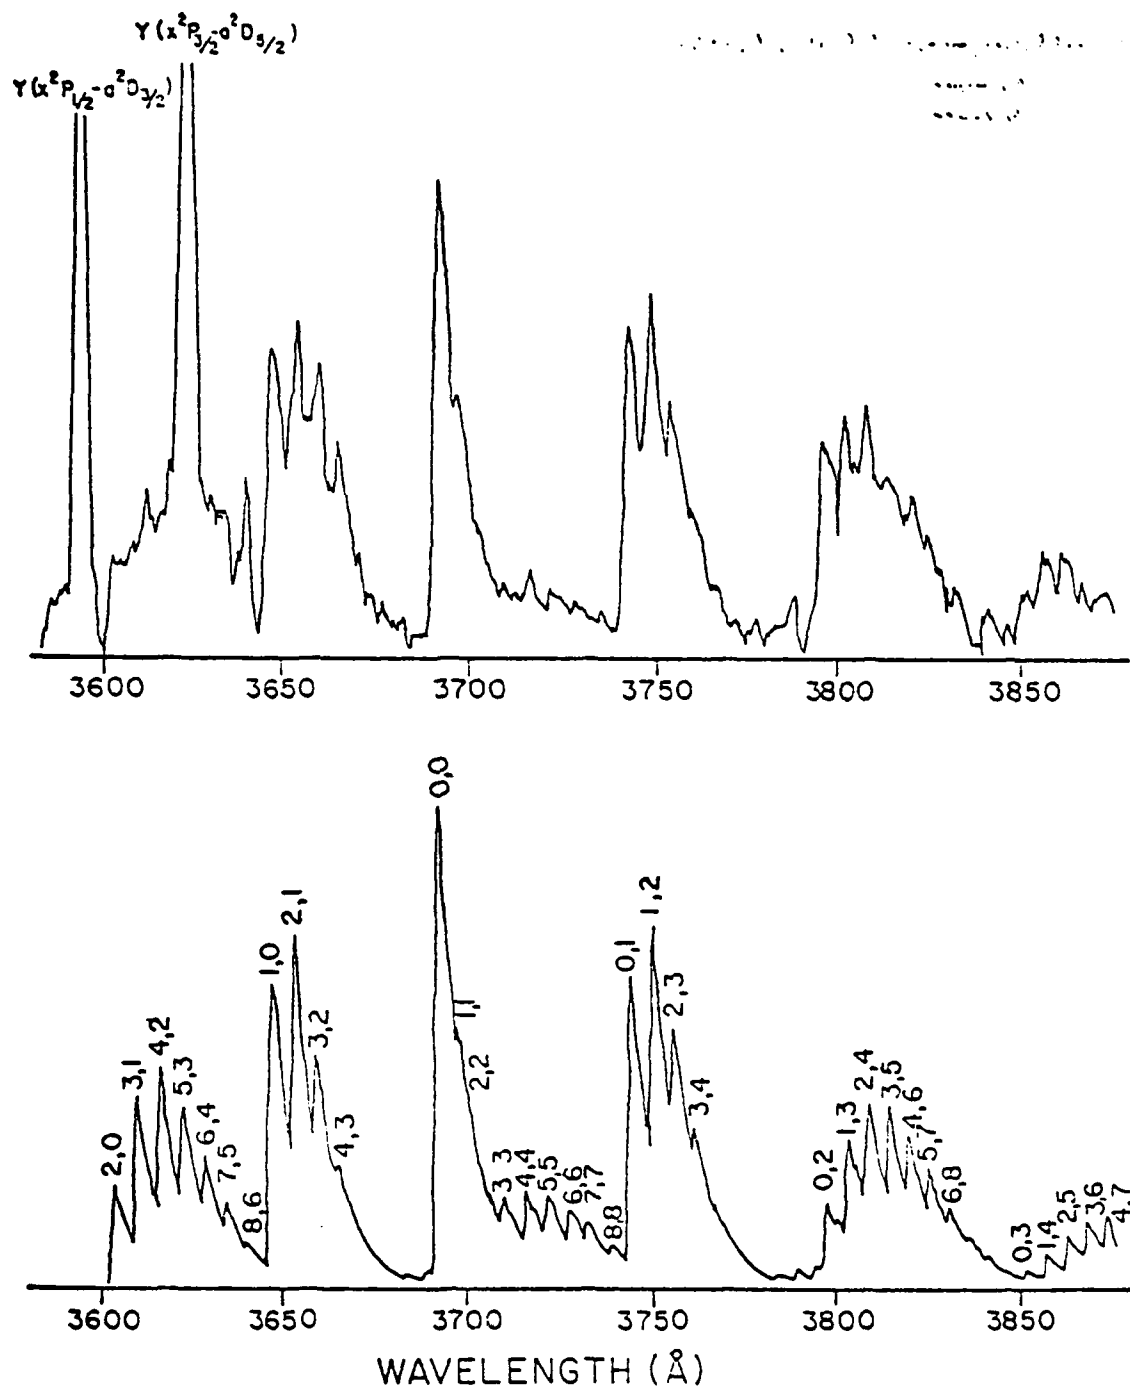 Y(x²P3/2-a²D5/2)
Y(x²P1/2-a²D3/2)
3600 3650 3700 3750 3800 3850
2,0 3,1 4,2 5,3 6,4 7,5 8,6 1,0 2,1 3,2 4,3 0,0 1,1 2,2 3,3 4,4 5,5 6,6 7,7 8,8 0,1 1,2 2,3 3,4 0,2 1,3 2,4 3,5 4,6 5,7 6,8 0,3 1,4 2,5 3,6 4,7
3600 3650 3700 3750 3800 3850
WAVELENGTH (Å)